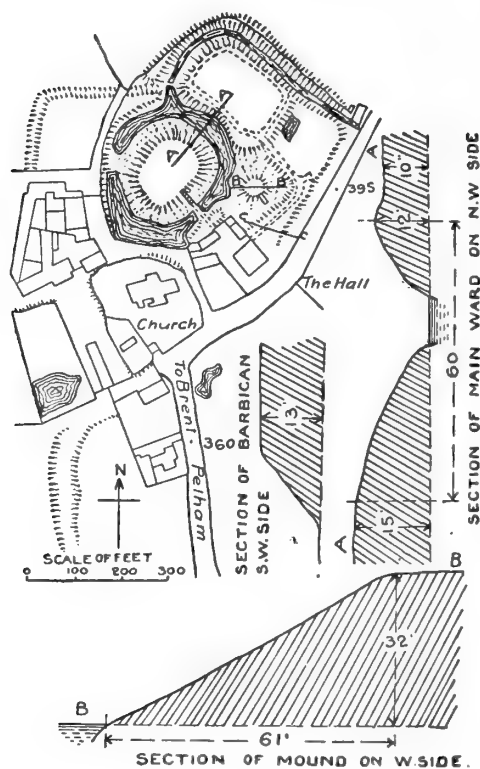 A
A
B
B
A
10'
12'
39S
The Hall
Church
To Brent-Pelham
360
N
SCALE OF FEET
0 100 200 300
SECTION OF BARBICAN
S.W. SIDE
13'
60
15'
A
SECTION OF MAIN WARD ON N.W SIDE
B
32'
B
61'
SECTION OF MOUND ON W.SIDE.